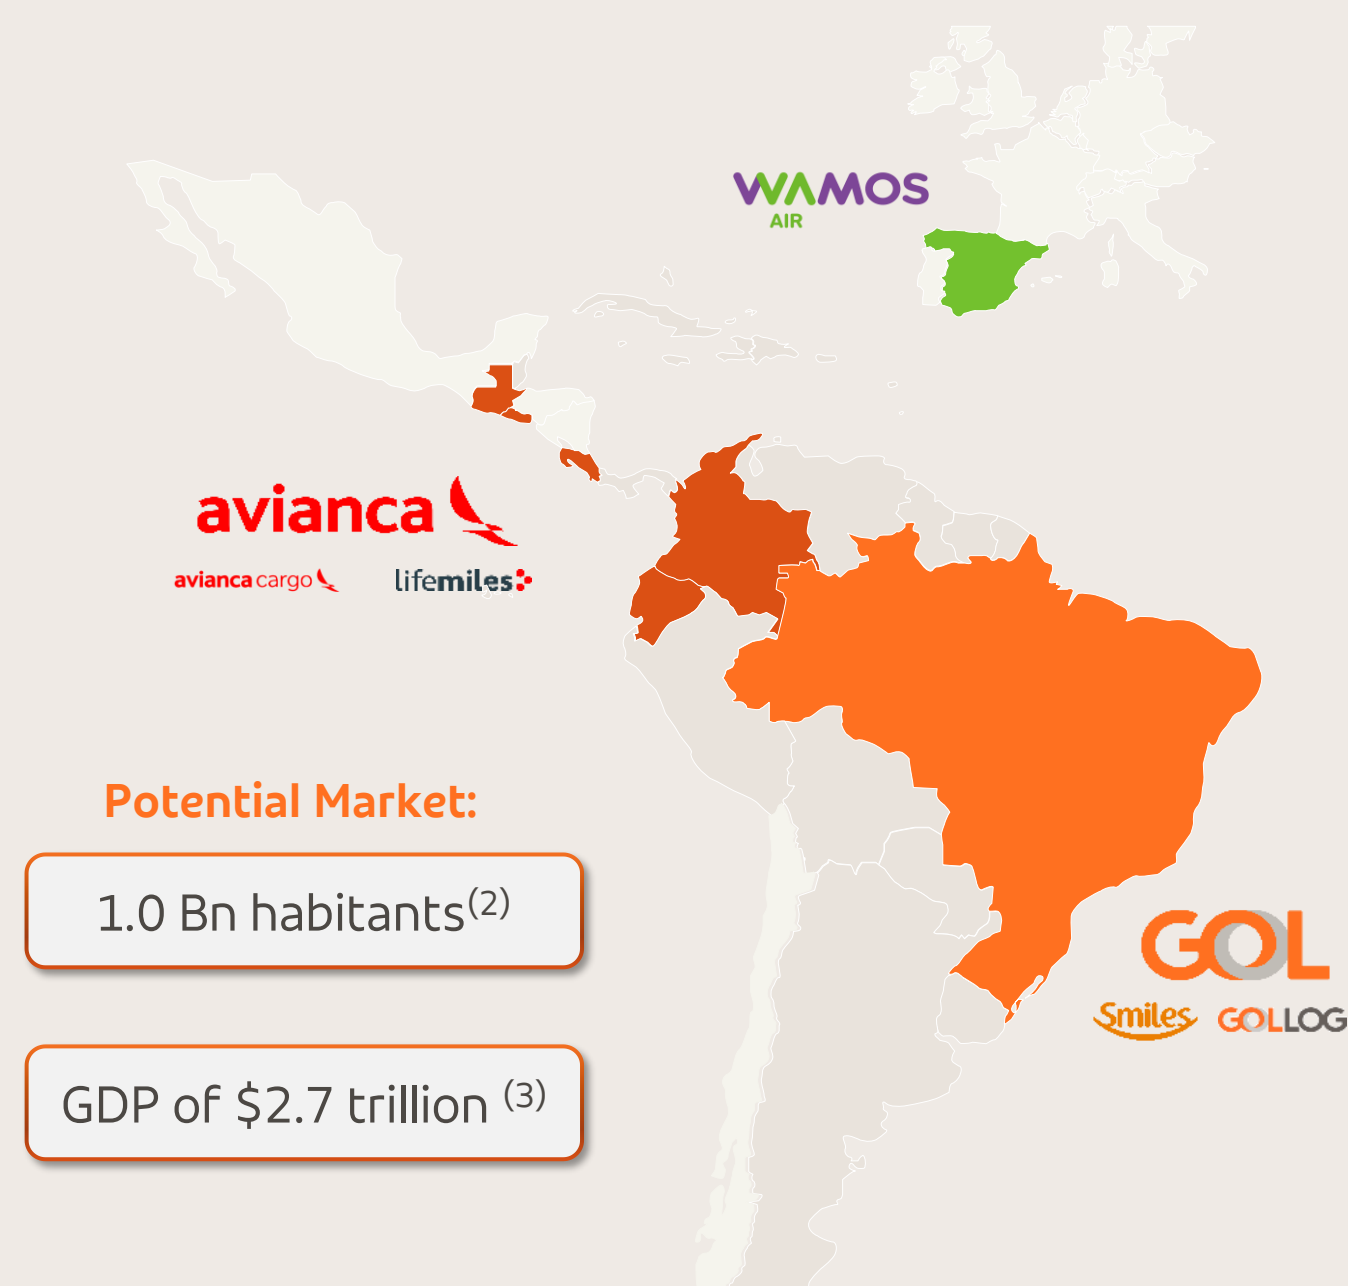 WAMOS
AIR
avianca
avianca cargo
lifemiles
Potential Market:
1.0 Bn habitants(2)
GDP of $2.7 trillion (3)
GOL
Smiles
GOLLOG